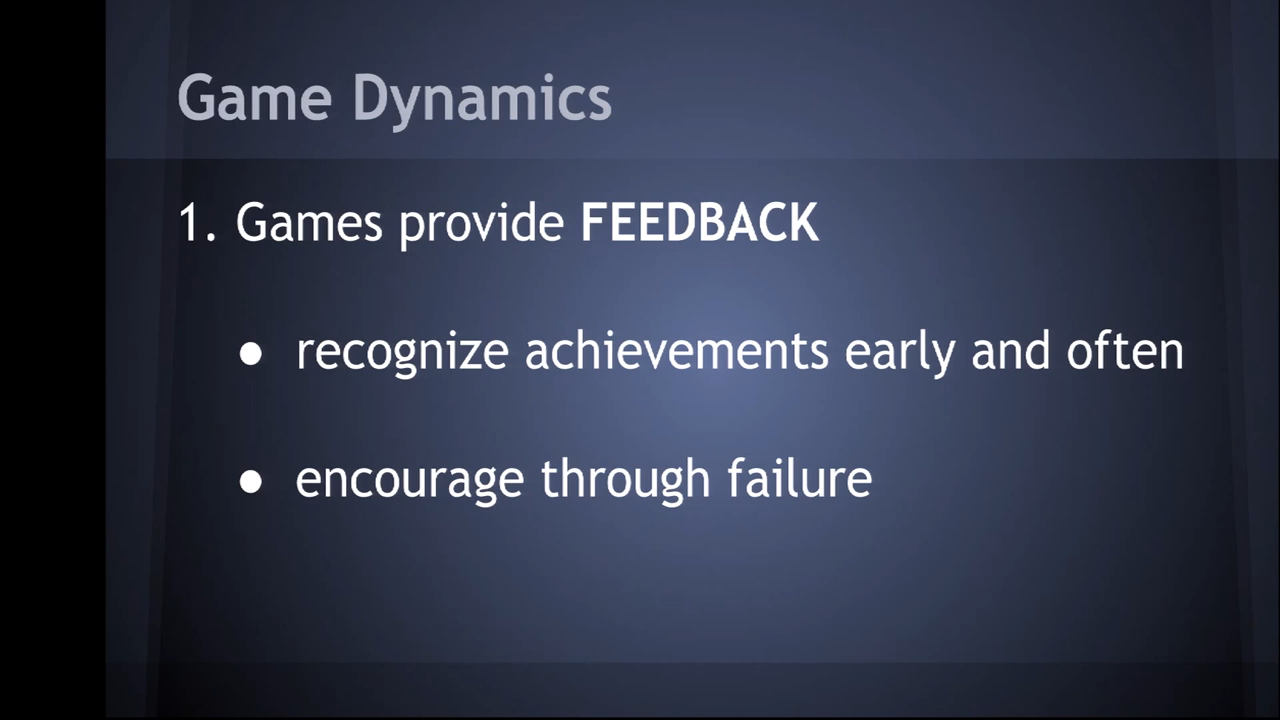 Game Dynamics
1. Games provide FEEDBACK
● recognize achievements early and often
● encourage through failure